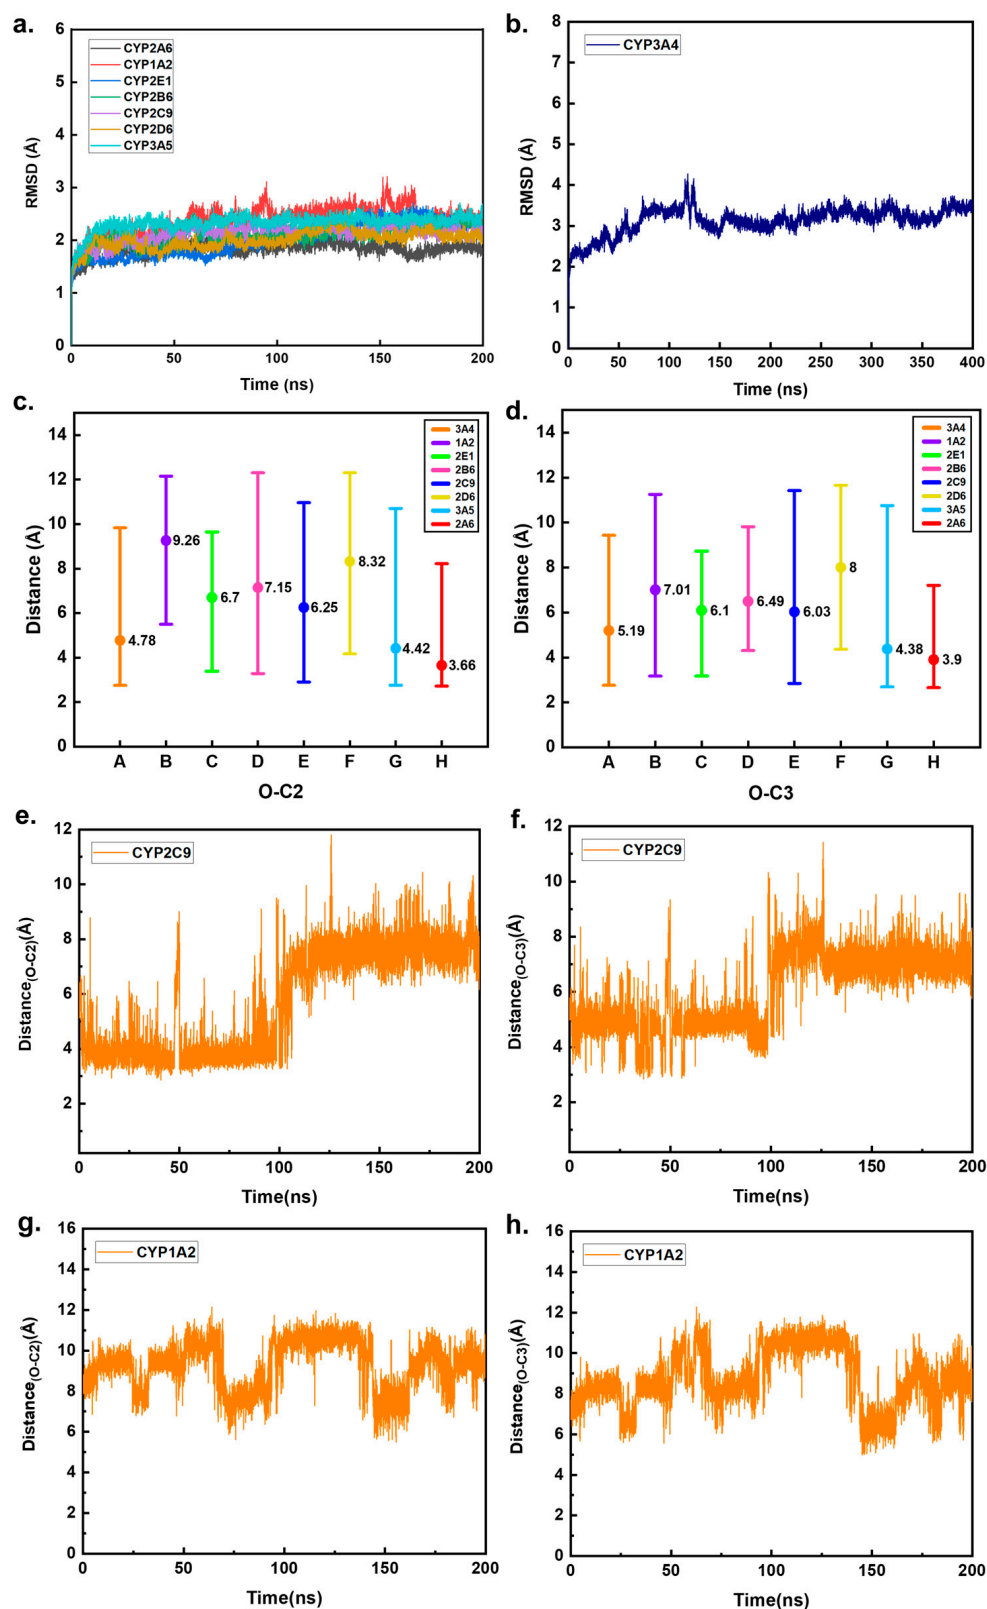 a.
6
5
4
3
2
1
0
RMSD (Å)
CYP2A6
CYP1A2
CYP2E1
CYP2B6
CYP2C9
CYP2D6
CYP3A5
0 50 100 150 200
Time (ns)
b.
8
7
6
5
4
3
2
1
0
RMSD (Å)
CYP3A4
0 50 100 150 200 250 300 350 400
Time (ns)
c.
14
12
10
8
6
4
2
0
Distance (Å)
3A4
1A2
2E1
2B6
2C9
2D6
3A5
2A6
4.78
9.26
6.7
7.15
6.25
8.32
4.42
3.66
A B C D E F G H
O-C2
d.
14
12
10
8
6
4
2
0
Distance (Å)
3A4
1A2
2E1
2B6
2C9
2D6
3A5
2A6
5.19
7.01
6.1
6.49
6.03
8
4.38
3.9
A B C D E F G H
O-C3
e.
12
10
8
6
4
2
Distance(O-C2)(Å)
CYP2C9
0 50 100 150 200
Time(ns)
f.
12
10
8
6
4
2
0
Distance(O-C3)(Å)
CYP2C9
0 50 100 150 200
Time(ns)
g.
16
14
12
10
8
6
4
2
0
Distance(O-C2)(Å)
CYP1A2
0 50 100 150 200
Time(ns)
h.
16
14
12
10
8
6
4
2
0
Distance(O-C3)(Å)
CYP1A2
0 50 100 150 200
Time(ns)